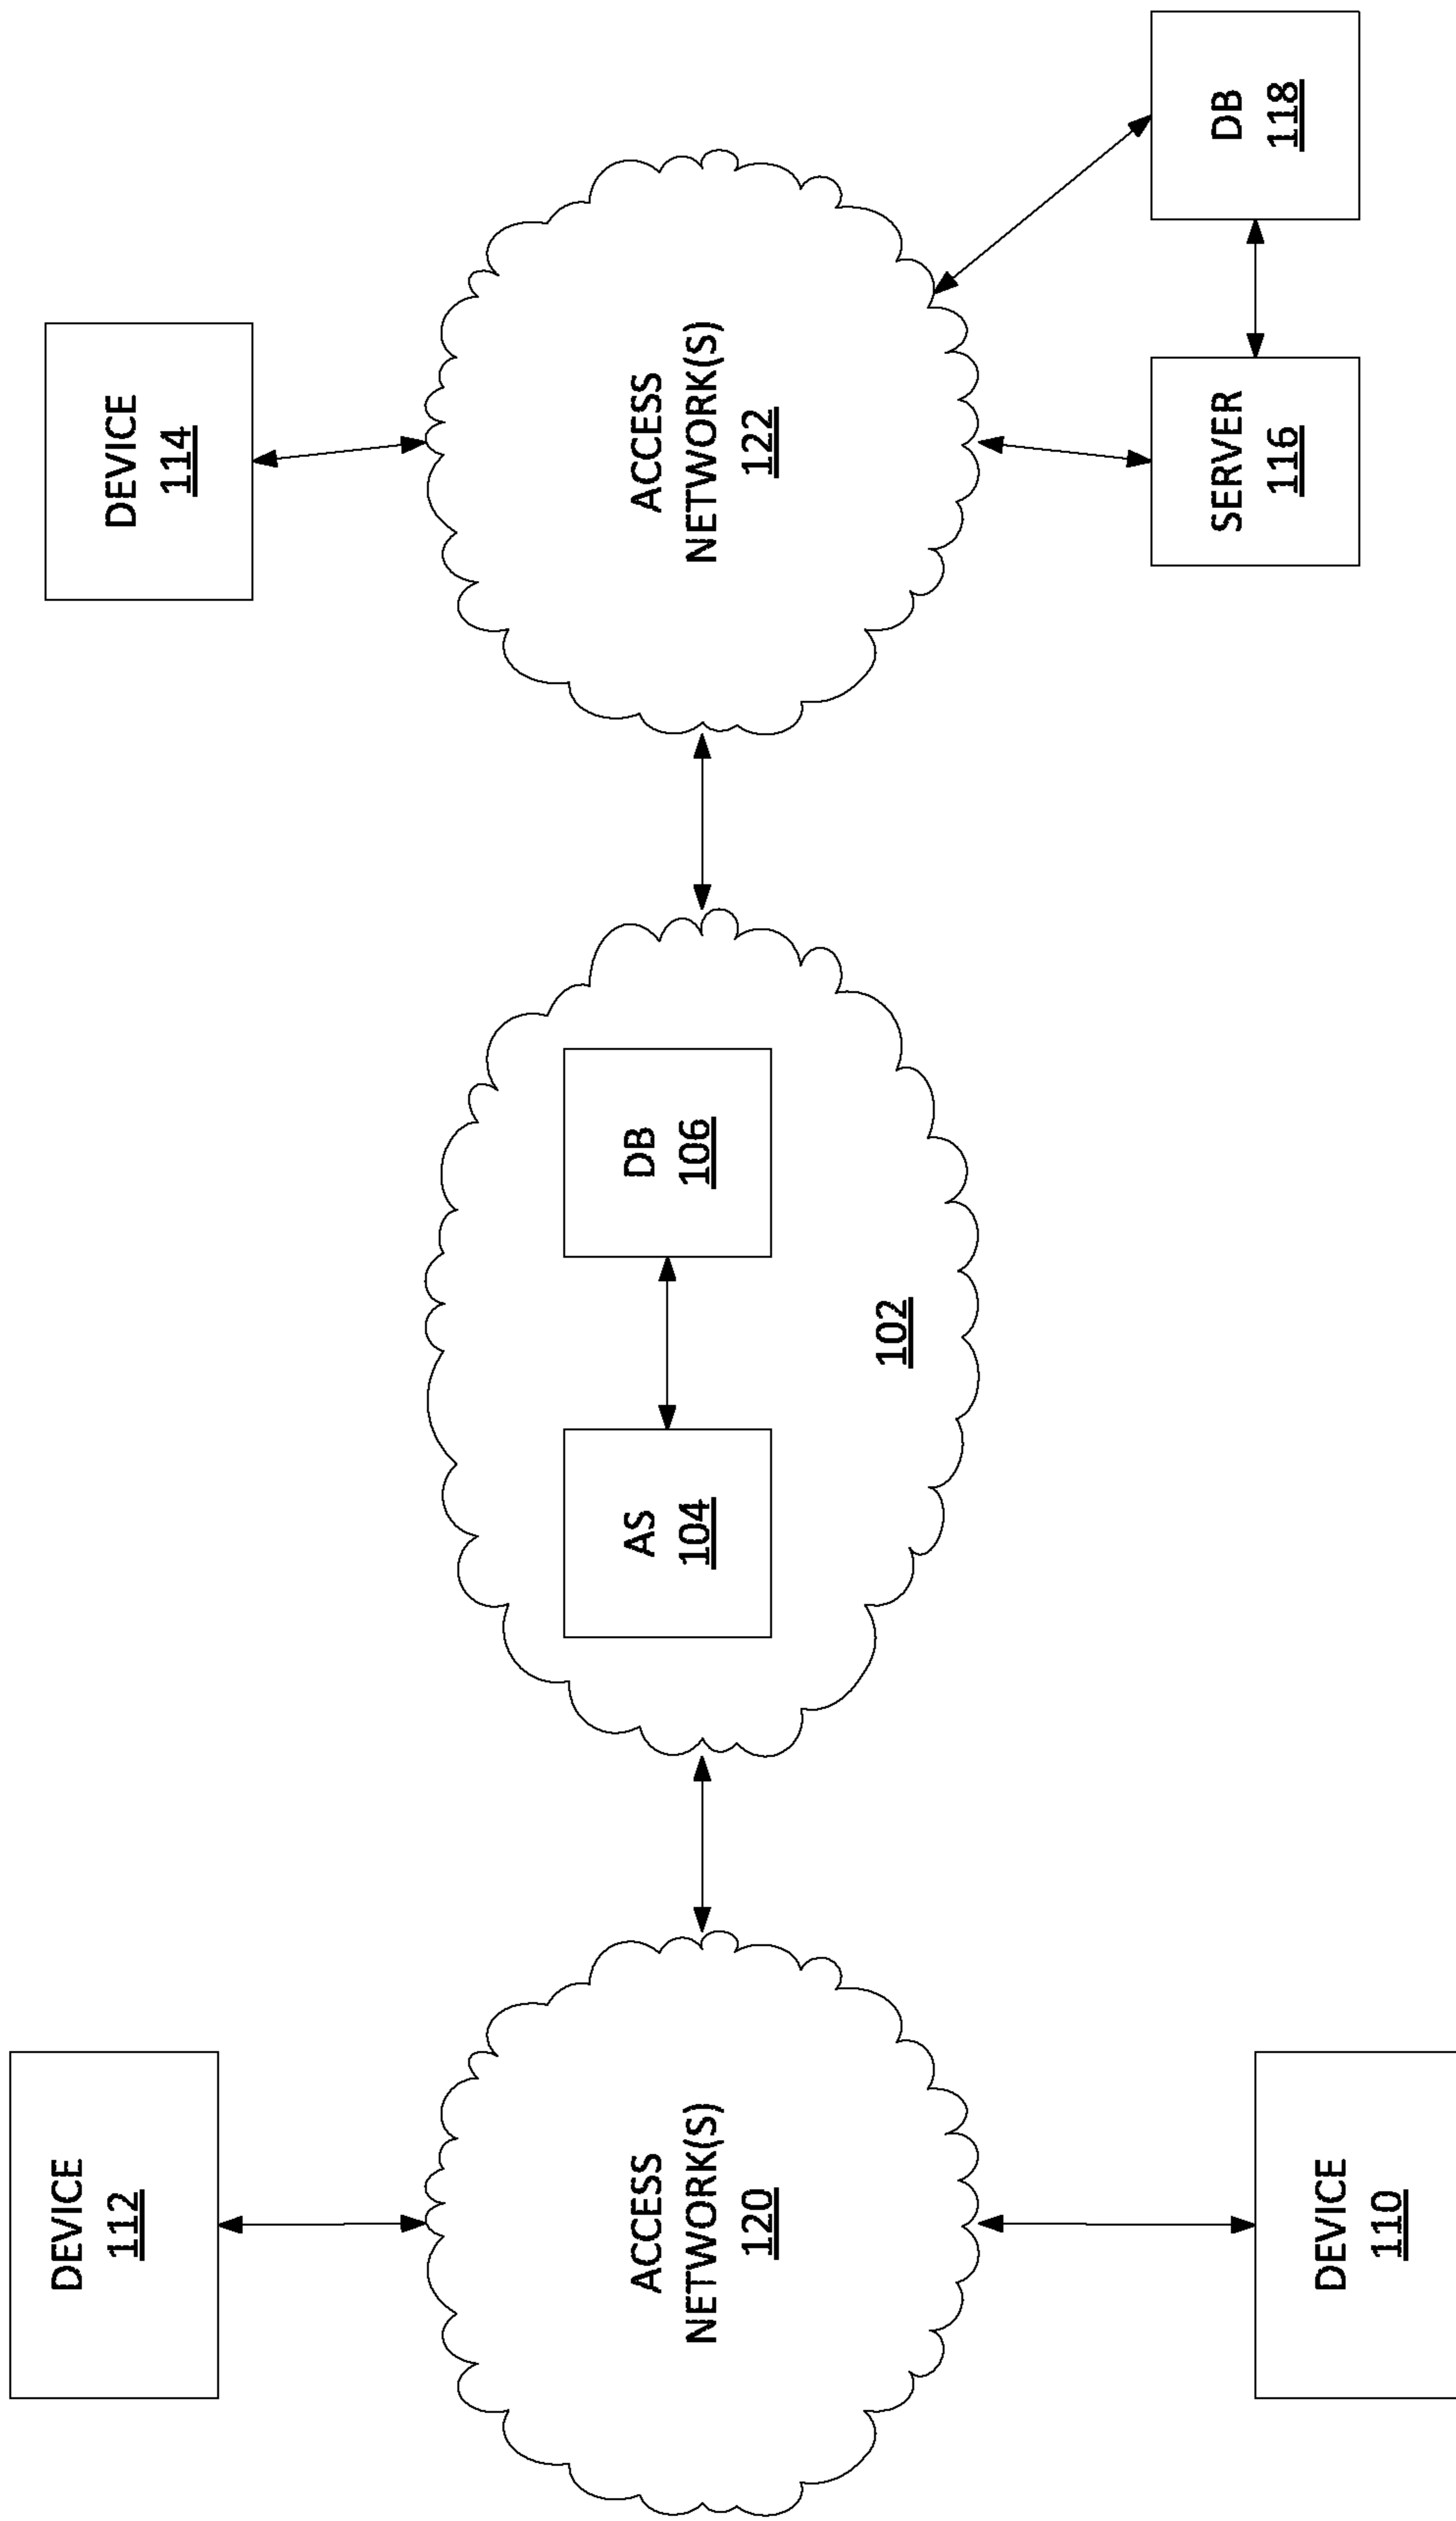 DEVICE
112
DEVICE
114
ACCESS
NETWORK(S)
120
AS
104
DB
106
102
ACCESS
NETWORK(S)
122
DEVICE
110
SERVER
116
DB
118